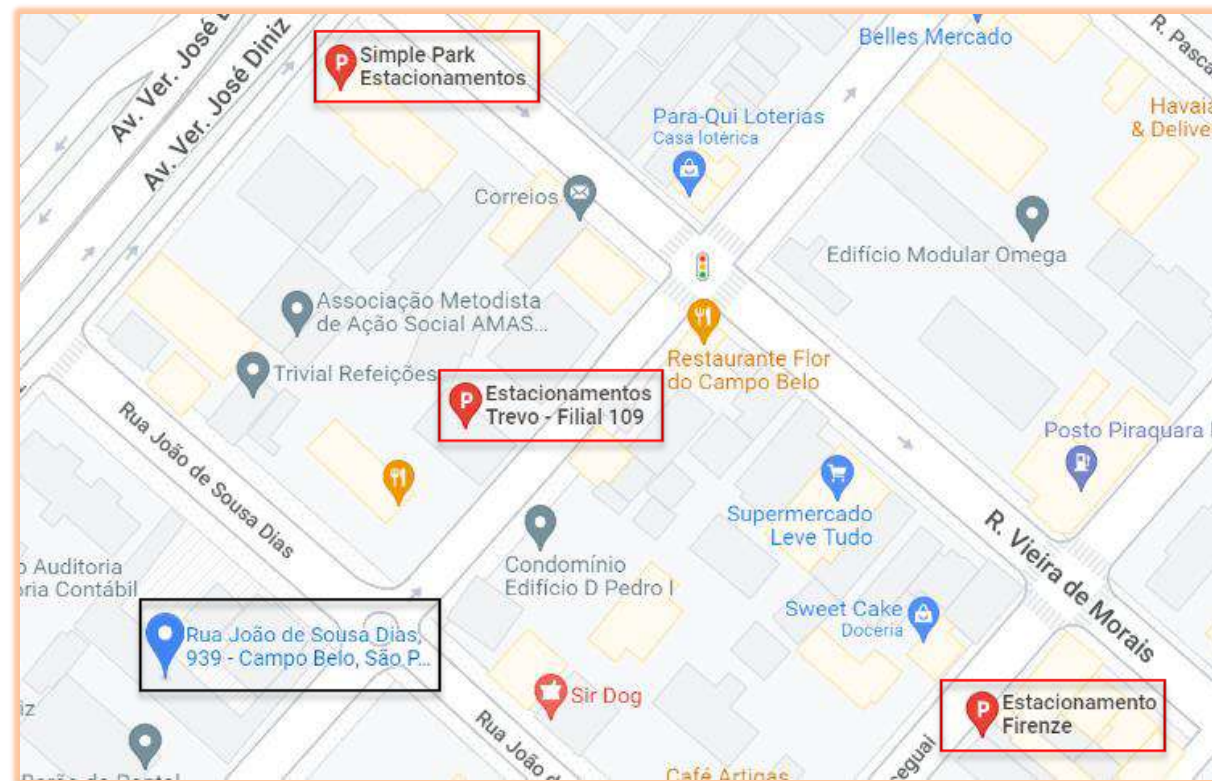 Av. Ver. José D
Av. Ver. José Diniz
P
Simple Park
Estacionamentos
Belles Mercado
R. Pasca
Para-Qui Loterias
Casa lotérica
Havaia
& Delive
Correios
Edifício Modular Omega
Associação Metodista
de Ação Social AMAS...
Restaurante Flor
do Campo Belo
Trivial Refeições
P
Estacionamentos
Trevo - Filial 109
Rua João de Sousa Dias
Posto Piraquara
Supermercado
Leve Tudo
R. Vieira de Morais
o Auditoria
oria Contábil
Condomínio
Edifício D Pedro I
Sweet Cake
Doceria
Rua João de Sousa Dias,
939 - Campo Belo, São P...
Sir Dog
P
Estacionamento
Firenze
iz
Rua João
Café Artigas